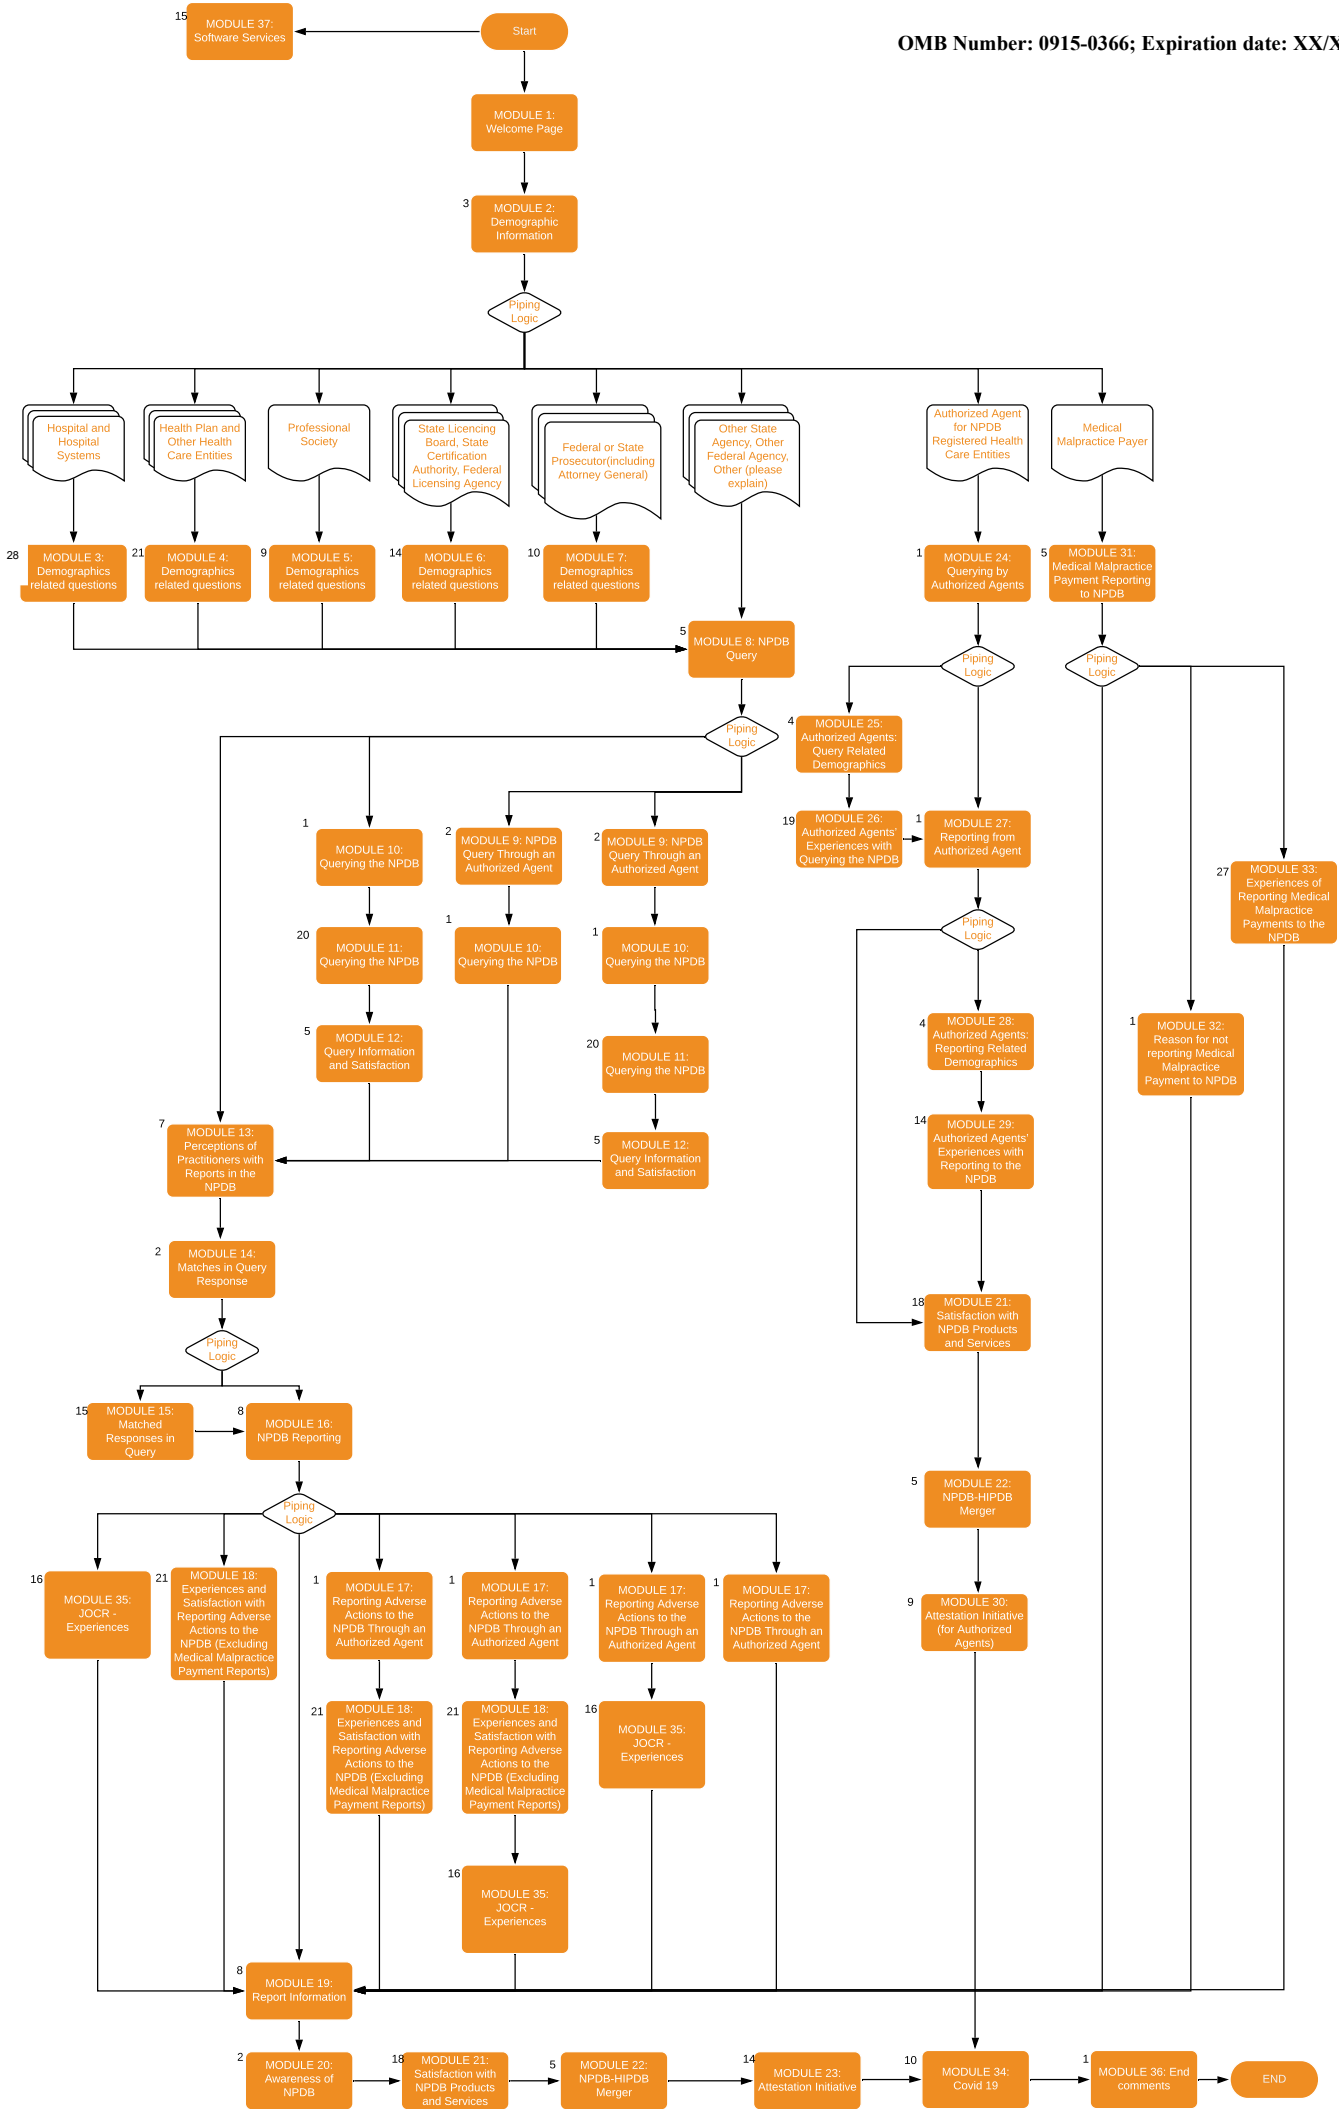 15
MODULE 37:
Software Services
Start
OMB Number: 0915-0366; Expiration date: XX/X
MODULE 1:
Welcome Page
3
MODULE 2:
Demographic
Information
Piping
Logic
Hospital and
Hospital
Systems
Health Plan and
Other Health
Care Entities
Professional
Society
State Licencing
Board, State
Certification
Authority, Federal
Licensing Agency
Federal or State
Prosecutor(including
Attorney General)
Other State
Agency, Other
Federal Agency,
Other (please
explain)
Authorized Agent
for NPDB
Registered Health
Care Entities
Medical
Malpractice Payer
28
MODULE 3:
Demographics
related questions
21
MODULE 4:
Demographics
related questions
9
MODULE 5:
Demographics
related questions
14
MODULE 6:
Demographics
related questions
10
MODULE 7:
Demographics
related questions
1
MODULE 24:
Querying by
Authorized Agents
5
MODULE 31:
Medical Malpractice
Payment Reporting
to NPDB
5
MODULE 8: NPDB
Query
Piping
Logic
Piping
Logic
Piping
Logic
4
MODULE 25:
Authorized Agents:
Query Related
Demographics
19
MODULE 26:
Authorized Agents'
Experiences with
Querying the NPDB
1
MODULE 27:
Reporting from
Authorized Agent
1
MODULE 10:
Querying the NPDB
2
MODULE 9: NPDB
Query Through an
Authorized Agent
2
MODULE 9: NPDB
Query Through an
Authorized Agent
27
MODULE 33:
Experiences of
Reporting Medical
Malpractice
Payments to the
NPDB
20
MODULE 11:
Querying the NPDB
1
MODULE 10:
Querying the NPDB
1
MODULE 10:
Querying the NPDB
Piping
Logic
5
MODULE 12:
Query Information
and Satisfaction
20
MODULE 11:
Querying the NPDB
4
MODULE 28:
Authorized Agents:
Reporting Related
Demographics
1
MODULE 32:
Reason for not
reporting Medical
Malpractice
Payment to NPDB
7
MODULE 13:
Perceptions of
Practitioners with
Reports in the
NPDB
5
MODULE 12:
Query Information
and Satisfaction
14
MODULE 29:
Authorized Agents'
Experiences with
Reporting to the
NPDB
2
MODULE 14:
Matches in Query
Response
18
MODULE 21:
Satisfaction with
NPDB Products
and Services
Piping
Logic
15
MODULE 15:
Matched
Responses in
Query
8
MODULE 16:
NPDB Reporting
5
MODULE 22:
NPDB-HIPDB
Merger
Piping
Logic
16
MODULE 35:
JOCR -
Experiences
21
MODULE 18:
Experiences and
Satisfaction with
Reporting Adverse
Actions to the
NPDB (Excluding
Medical Malpractice
Payment Reports)
1
MODULE 17:
Reporting Adverse
Actions to the
NPDB Through an
Authorized Agent
1
MODULE 17:
Reporting Adverse
Actions to the
NPDB Through an
Authorized Agent
1
MODULE 17:
Reporting Adverse
Actions to the
NPDB Through an
Authorized Agent
1
MODULE 17:
Reporting Adverse
Actions to the
NPDB Through an
Authorized Agent
9
MODULE 30:
Attestation Initiative
(for Authorized
Agents)
21
MODULE 18:
Experiences and
Satisfaction with
Reporting Adverse
Actions to the
NPDB (Excluding
Medical Malpractice
Payment Reports)
21
MODULE 18:
Experiences and
Satisfaction with
Reporting Adverse
Actions to the
NPDB (Excluding
Medical Malpractice
Payment Reports)
16
MODULE 35:
JOCR -
Experiences
16
MODULE 35:
JOCR -
Experiences
8
MODULE 19:
Report Information
2
MODULE 20:
Awareness of
NPDB
18
MODULE 21:
Satisfaction with
NPDB Products
and Services
5
MODULE 22:
NPDB-HIPDB
Merger
14
MODULE 23:
Attestation Initiative
10
MODULE 34:
Covid 19
1
MODULE 36: End
comments
END